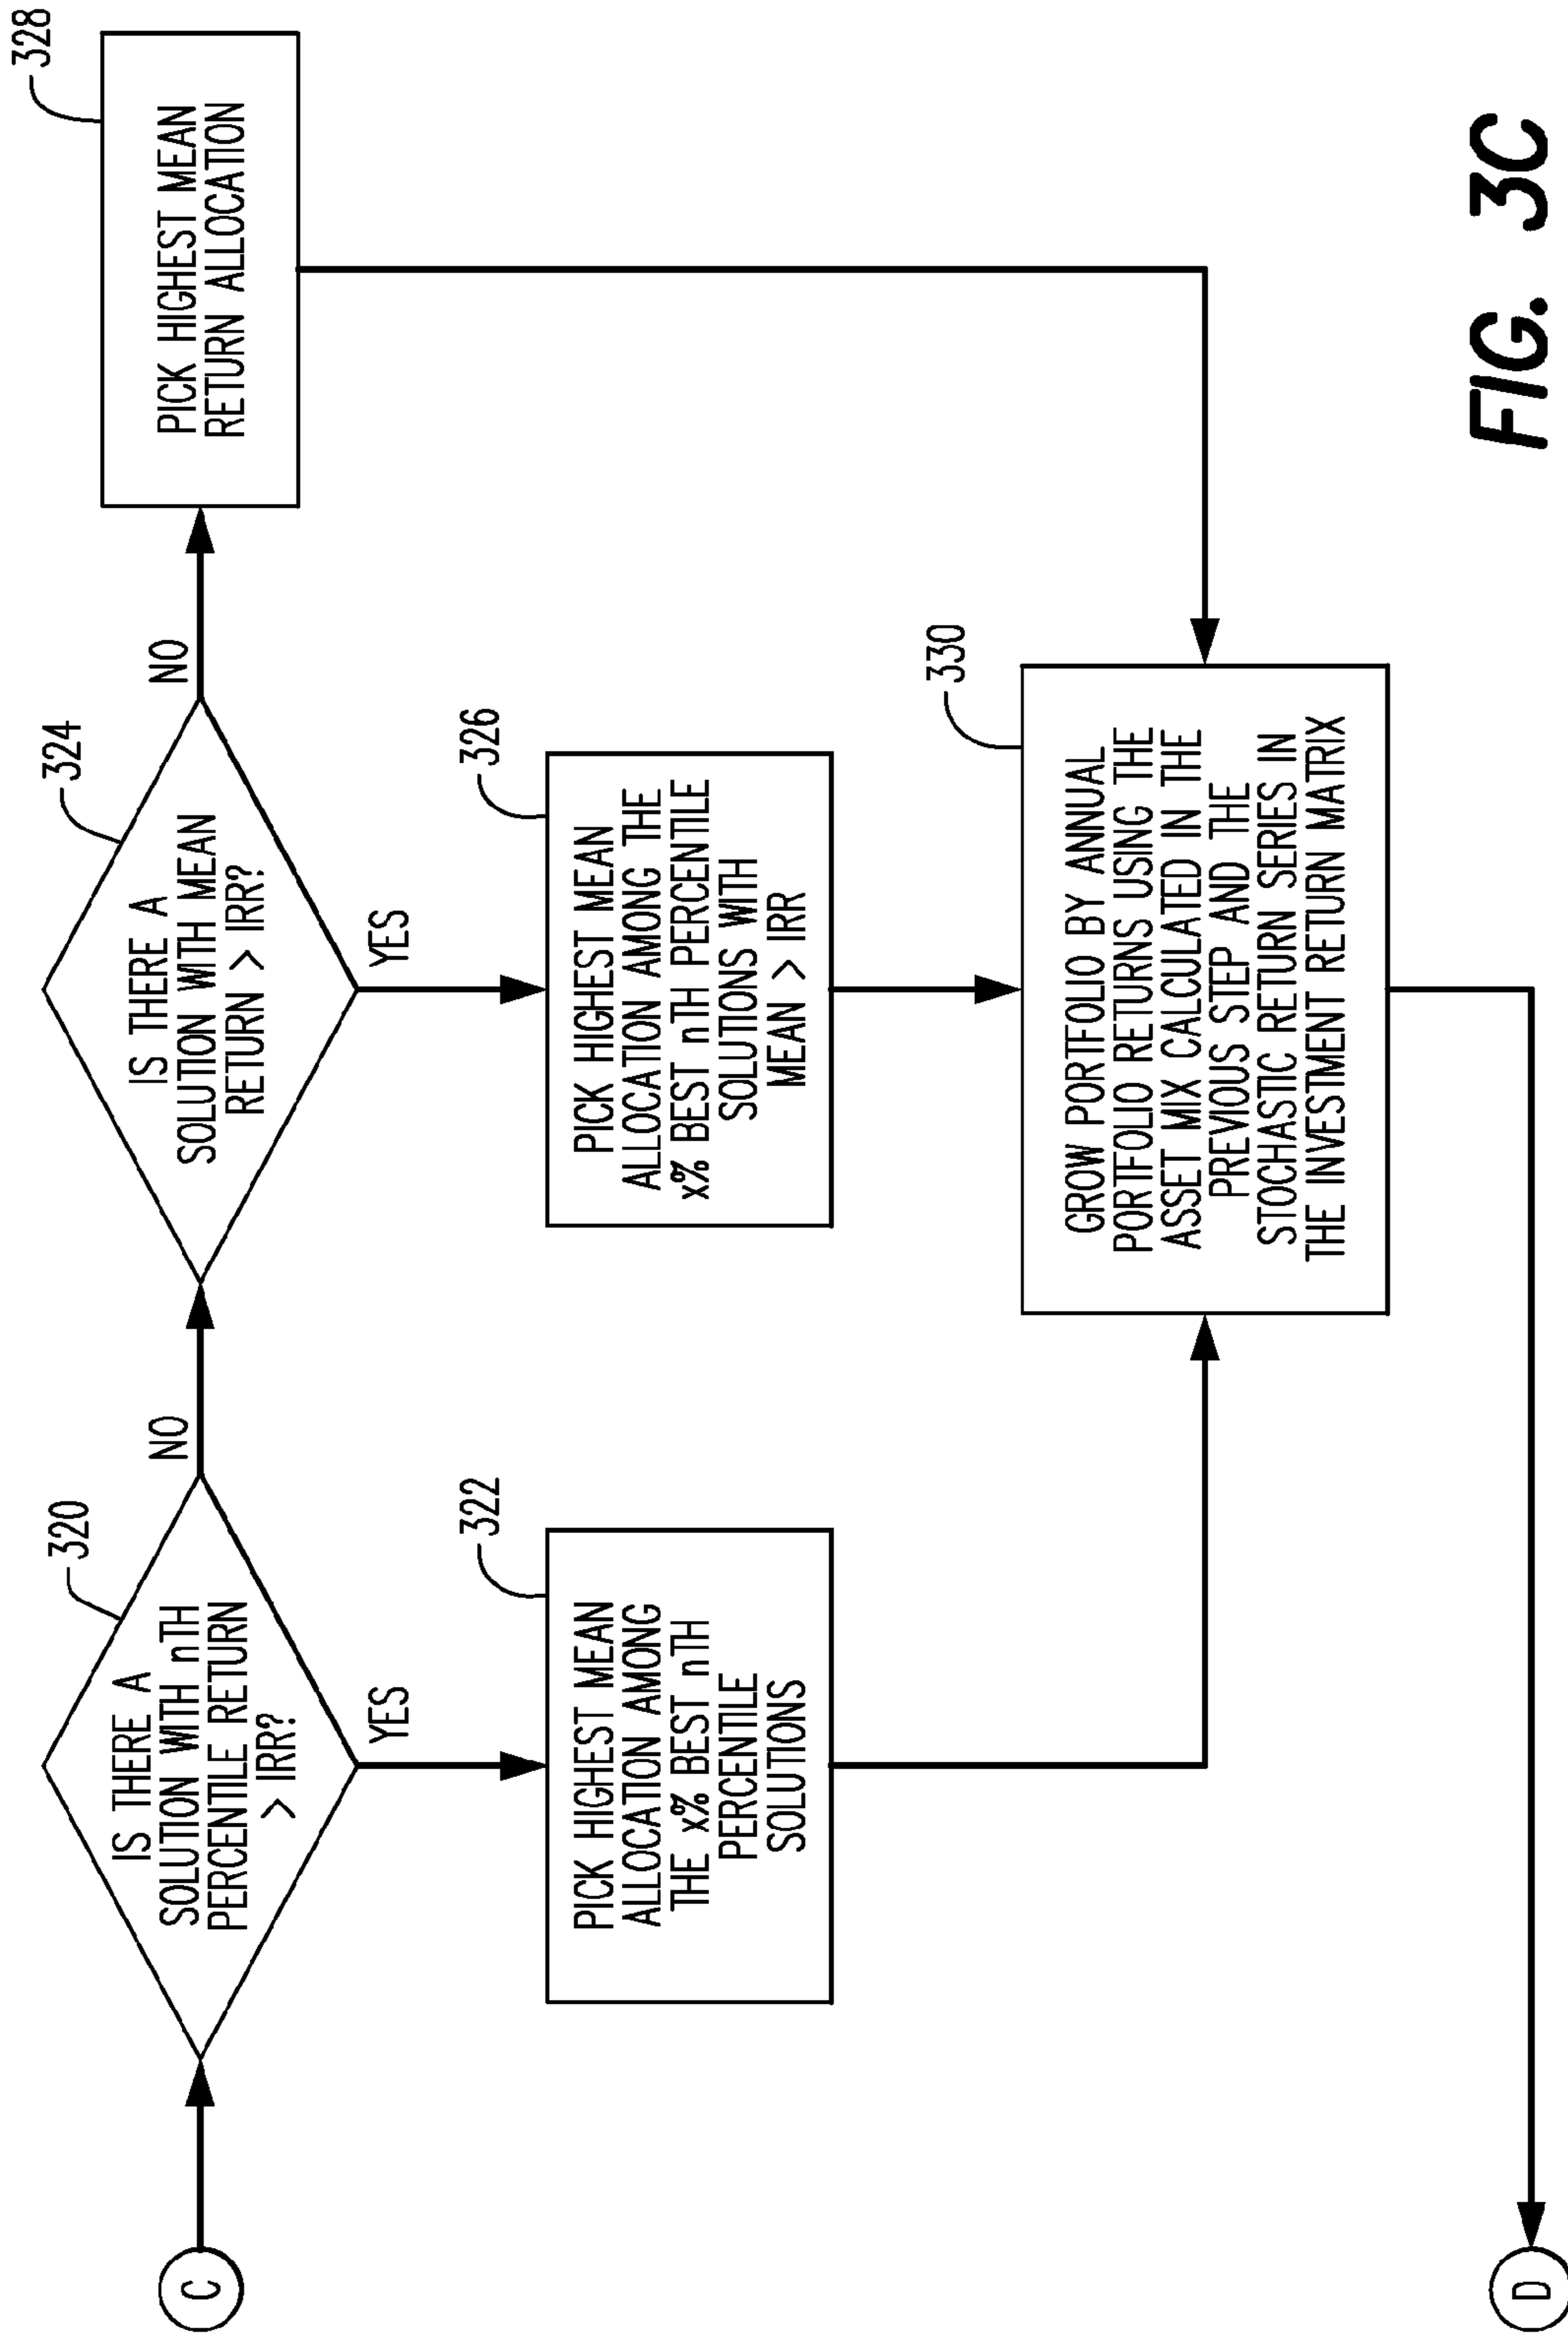 C
320
IS THERE A
SOLUTION WITH nTH
PERCENTILE RETURN
> IRR?
NO
YES
324
IS THERE A
SOLUTION WITH MEAN
RETURN > IRR?
NO
YES
328
PICK HIGHEST MEAN
RETURN ALLOCATION
322
PICK HIGHEST MEAN
ALLOCATION AMONG
THE x% BEST nTH
PERCENTILE
SOLUTIONS
326
PICK HIGHEST MEAN
ALLOCATION AMONG THE
x% BEST nTH PERCENTILE
SOLUTIONS WITH
MEAN > IRR
330
GROW PORTFOLIO BY ANNUAL
PORTFOLIO RETURNS USING THE
ASSET MIX CALCULATED IN THE
PREVIOUS STEP AND THE
STOCHASTIC RETURN SERIES IN
THE INVESTMENT RETURN MATRIX
D
FIG. 3C